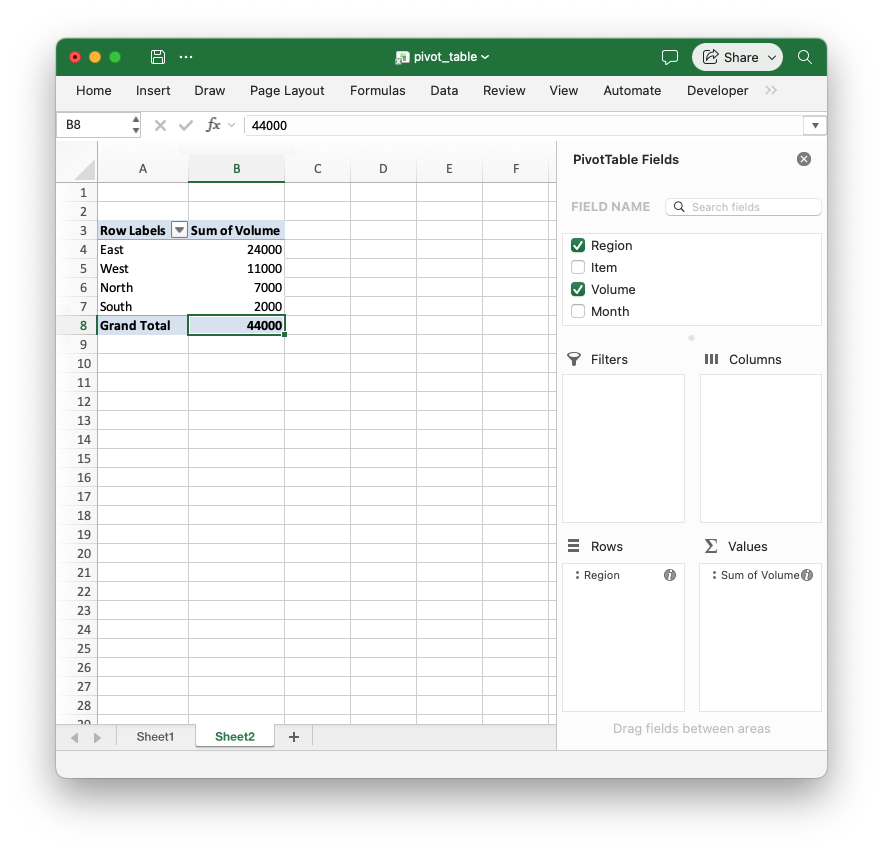 pivot_table
Share
Home Insert Draw Page Layout Formulas Data Review View Automate Developer >>
B8 fx 44000
A B C D E F
1
2
3 Row Labels Sum of Volume
4 East 24000
5 West 11000
6 North 7000
7 South 2000
8 Grand Total 44000
9
10
11
12
13
14
15
16
17
18
19
20
21
22
23
24
25
26
27
28
29
Sheet1 Sheet2 +
PivotTable Fields
FIELD NAME Search fields
Region
Item
Volume
Month
Filters Columns
Rows Values
Region Sum of Volume
Drag fields between areas